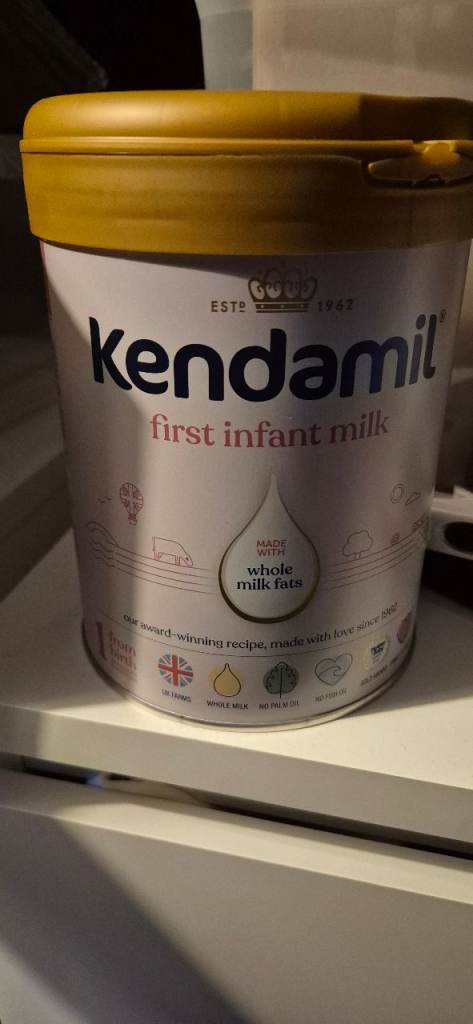 ESTD 1962
Kendamil®
first infant milk
MADE
WITH
whole
milk fats
our award-winning recipe, made with love since 1962
1 from
birth
UK FARMS
WHOLE MILK
NO PALM OIL
NO FISH OIL